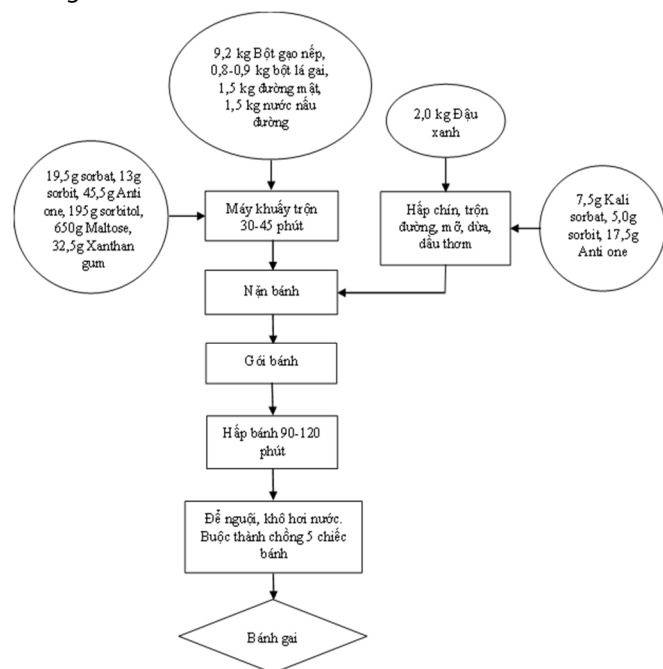 9,2 kg Bột gạo nếp,
0,8-0,9 kg bột lá gai,
1,5 kg đường mật,
1,5 kg nước nấu
đường
2,0 kg Đậu
xanh
19,5g sorbat, 13g
sorbit, 45,5g Anti
one, 195g sorbitol,
650g Maltose,
32,5g Xanthan
gum
Máy khuấy trộn
30-45 phút
Hấp chín, trộn
đường, mỡ, dừa,
dầu thơm
7,5g Kali
sorbat, 5,0g
sorbit, 17,5g
Anti one
Nặn bánh
Gói bánh
Hấp bánh 90-120
phút
Để nguội, khô hơi nước.
Buộc thành chồng 5 chiếc
bánh
Bánh gai